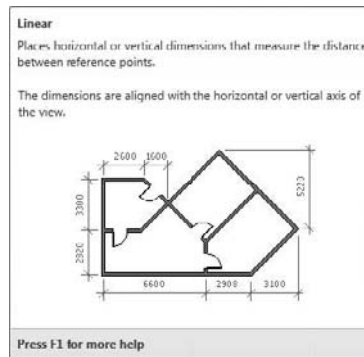 Linear
Places horizontal or vertical dimensions that measure the distance
between reference points.
The dimensions are aligned with the horizontal or vertical axis of
the view.
2600 1600
5220
3300
2820
6600 2900 3100
Press F1 for more help